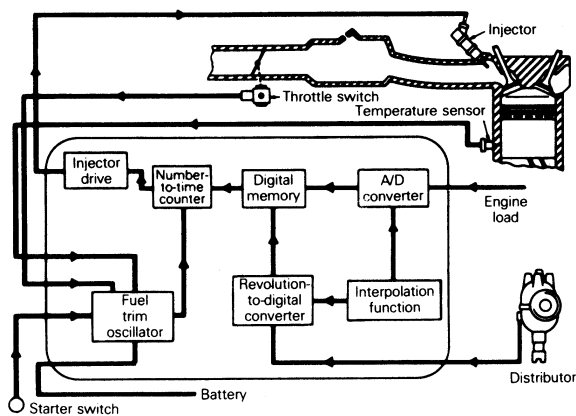 Injector
Throttle switch
Temperature sensor
Injector
drive
Number-
to-time
counter
Digital
memory
A/D
converter
Engine
load
Fuel
trim
oscillator
Revolution-
to-digital
converter
Interpolation
function
Distributor
Battery
Starter switch